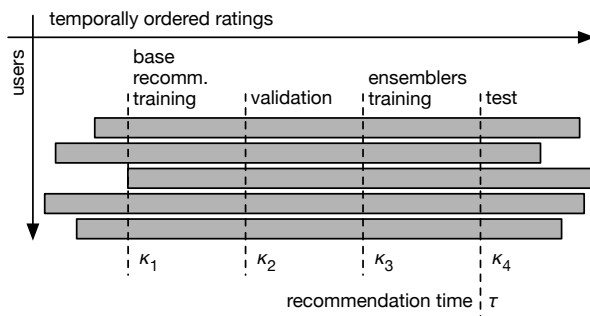 temporally ordered ratings
users
base
recomm.
training
validation
ensemblers
training
test
κ1
κ2
κ3
κ4
recommendation time
τ